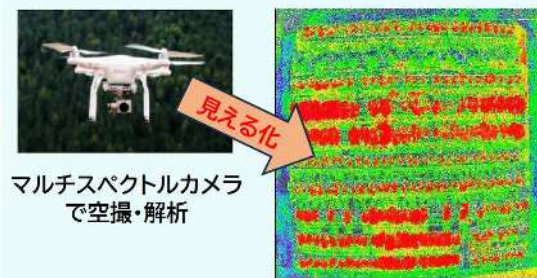 見える化
マルチスペクトルカメラ
で空撮・解析